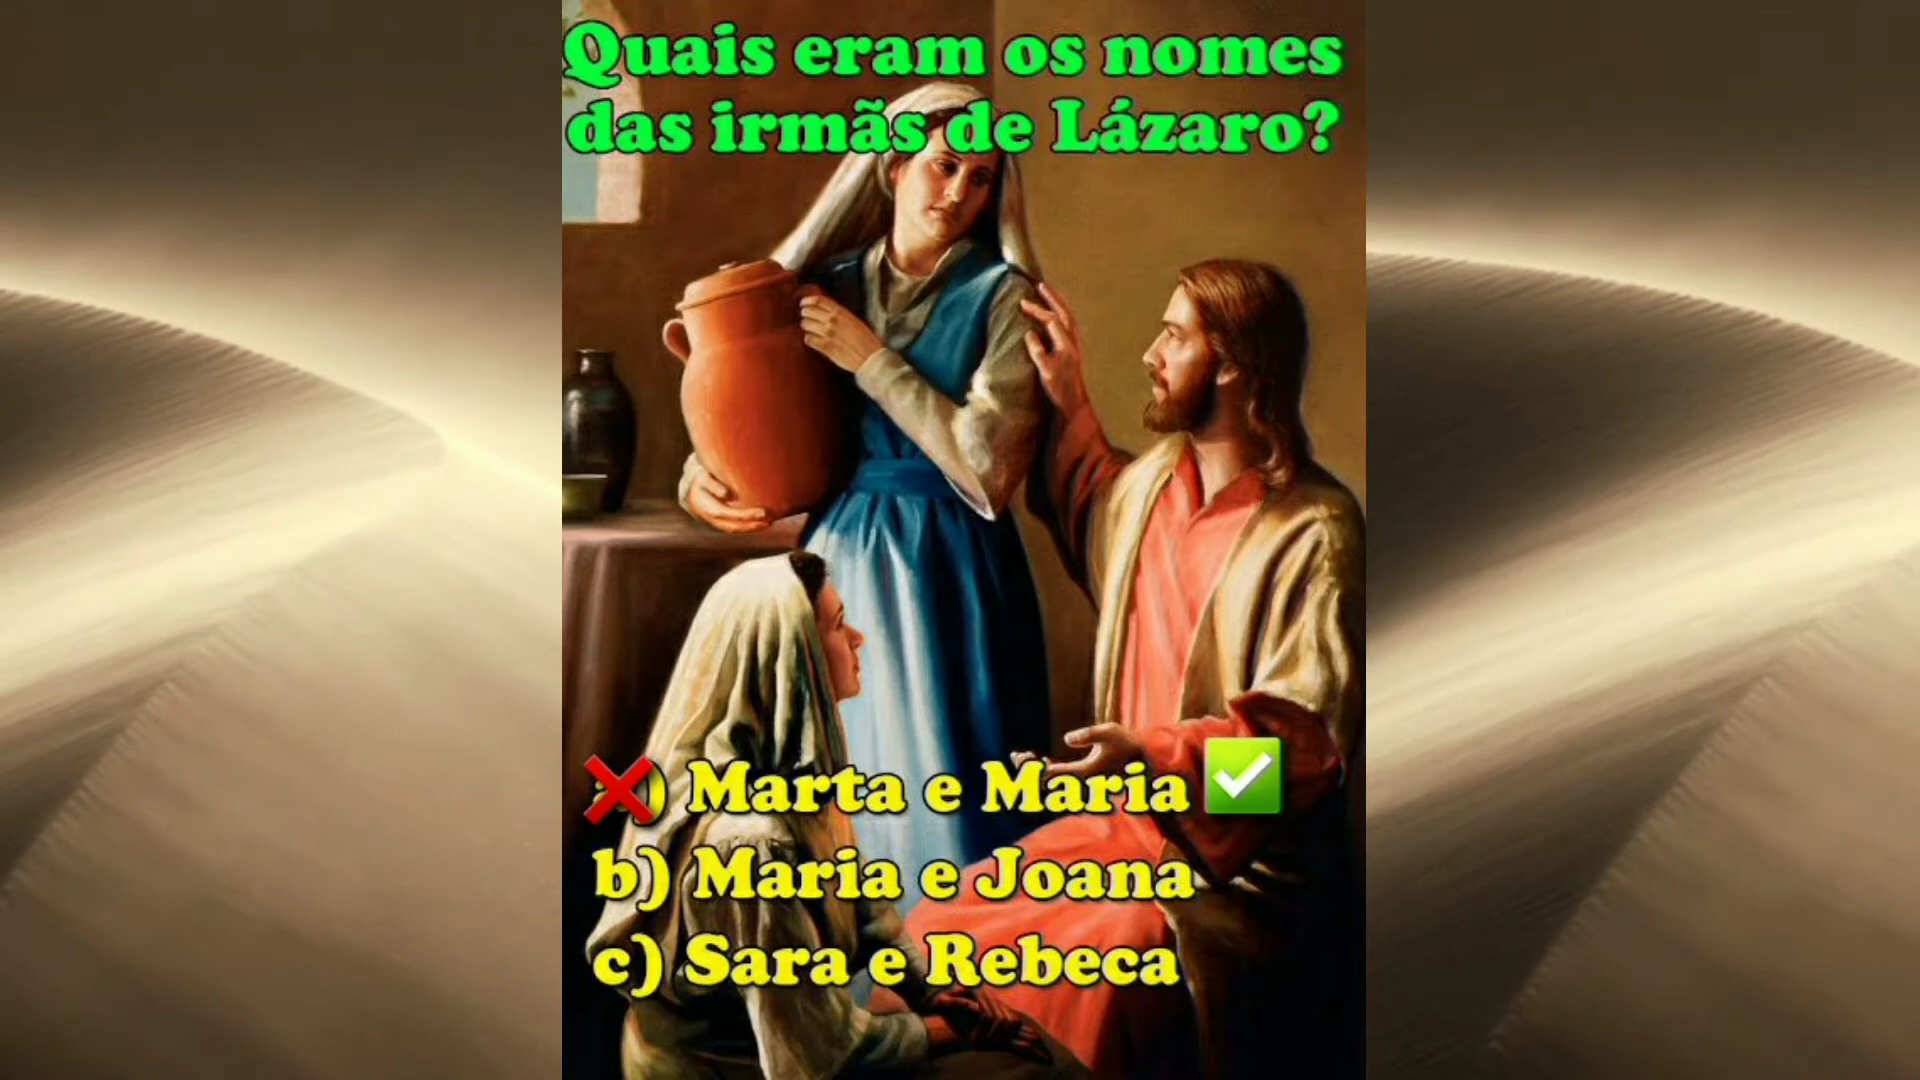 Quais eram os nomes
das irmãs de Lázaro?
a) Marta e Maria
b) Maria e Joana
c) Sara e Rebeca